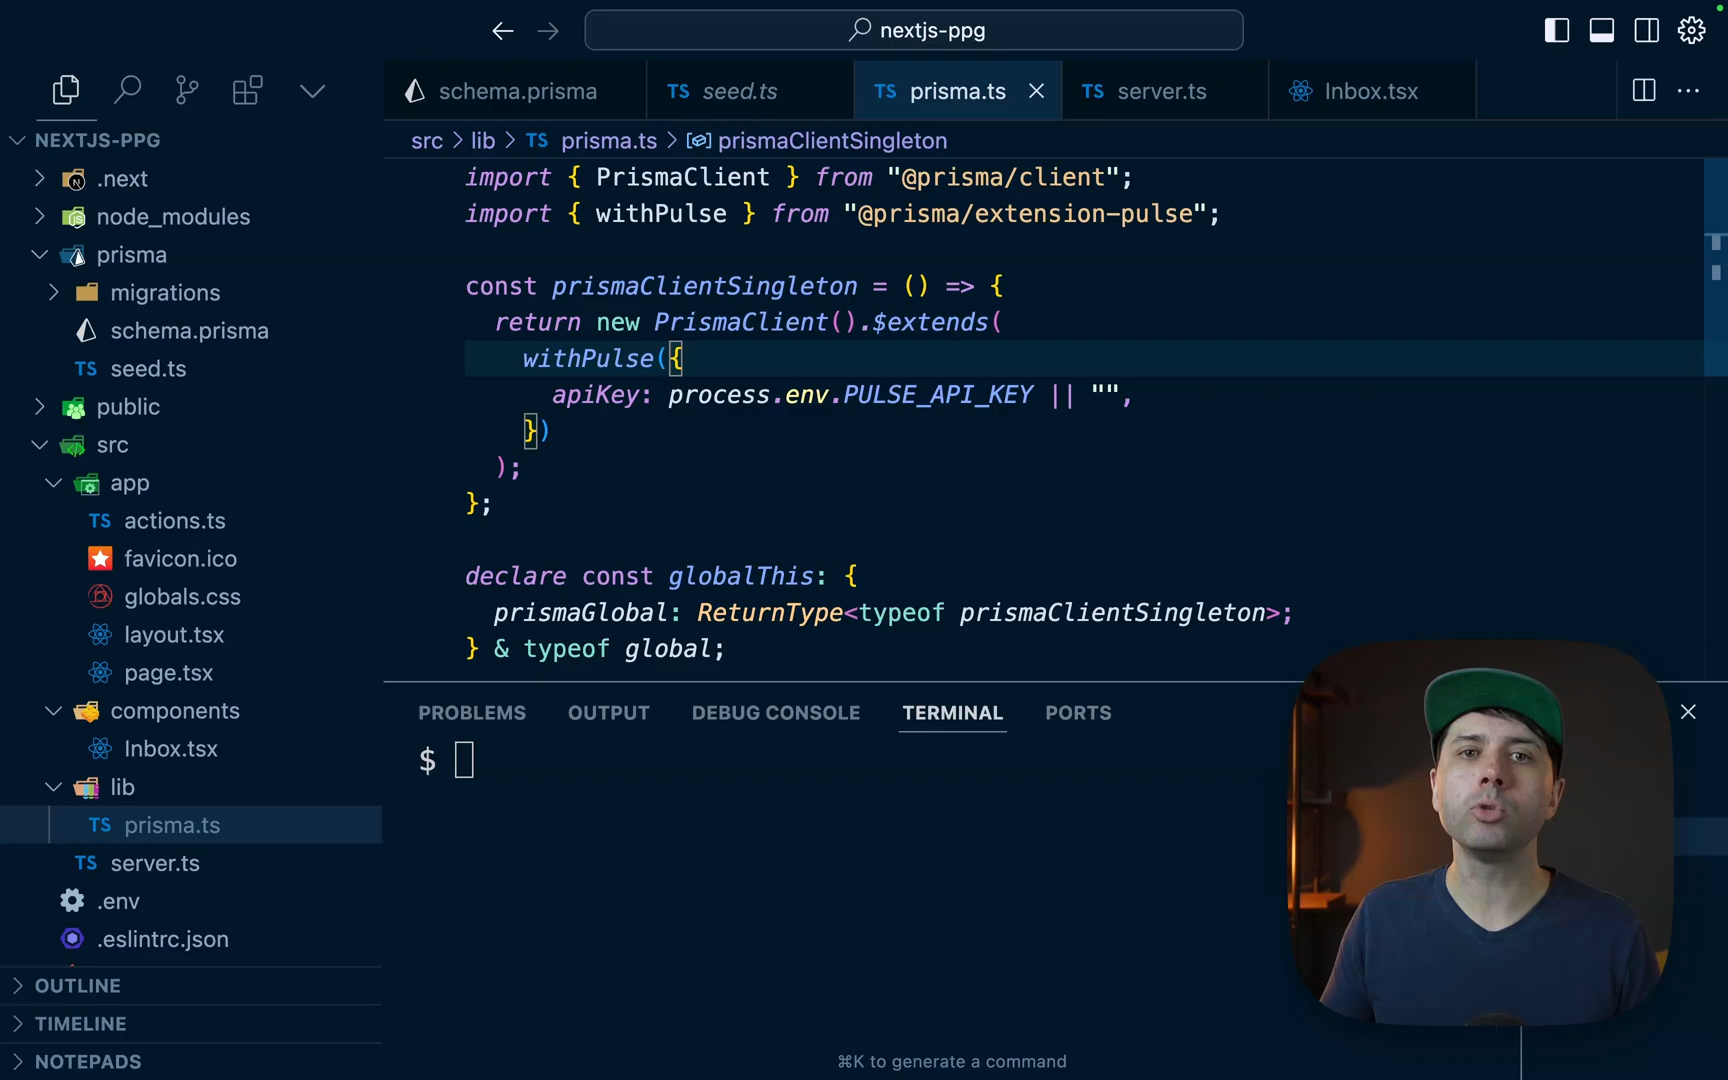 nextjs-ppg
schema.prisma
TS seed.ts
TS prisma.ts
TS server.ts
Inbox.tsx
src > lib > TS prisma.ts > prismaClientSingleton
NEXTJS-PPG
.next
node_modules
prisma
migrations
schema.prisma
TS seed.ts
public
src
app
TS actions.ts
favicon.ico
globals.css
layout.tsx
page.tsx
components
Inbox.tsx
lib
TS prisma.ts
TS server.ts
.env
.eslintrc.json
OUTLINE
TIMELINE
NOTEPADS
import { PrismaClient } from "@prisma/client";
import { withPulse } from "@prisma/extension-pulse";
const prismaClientSingleton = () => {
return new PrismaClient().$extends(
withPulse({
apiKey: process.env.PULSE_API_KEY || "",
})
);
};
declare const globalThis: {
prismaGlobal: ReturnType<typeof prismaClientSingleton>;
} & typeof global;
PROBLEMS OUTPUT DEBUG CONSOLE TERMINAL PORTS
$
⌘K to generate a command